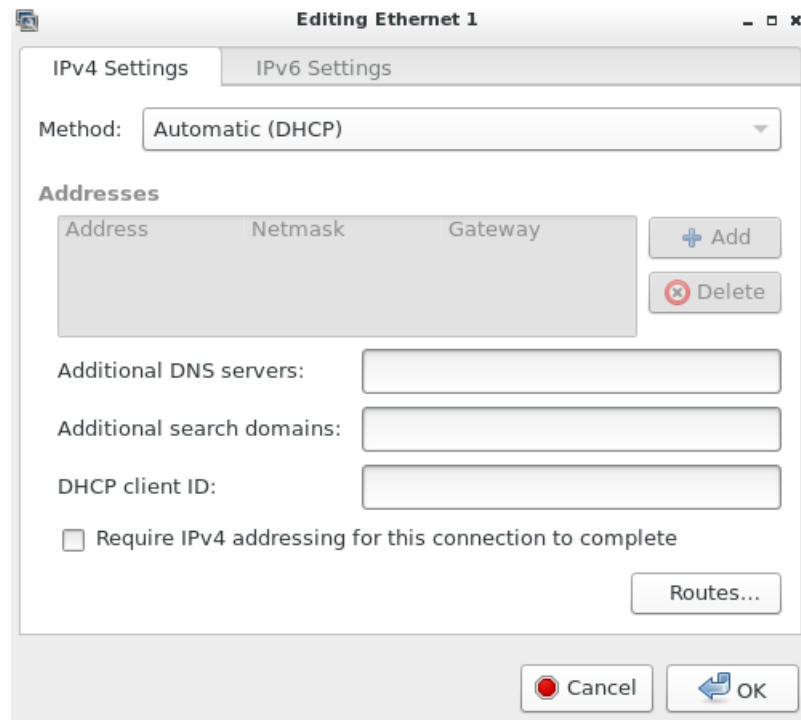 Editing Ethernet 1
IPv4 Settings IPv6 Settings
Method: Automatic (DHCP)
Addresses
Address Netmask Gateway
Add
Delete
Additional DNS servers:
Additional search domains:
DHCP client ID:
Require IPv4 addressing for this connection to complete
Routes...
Cancel OK